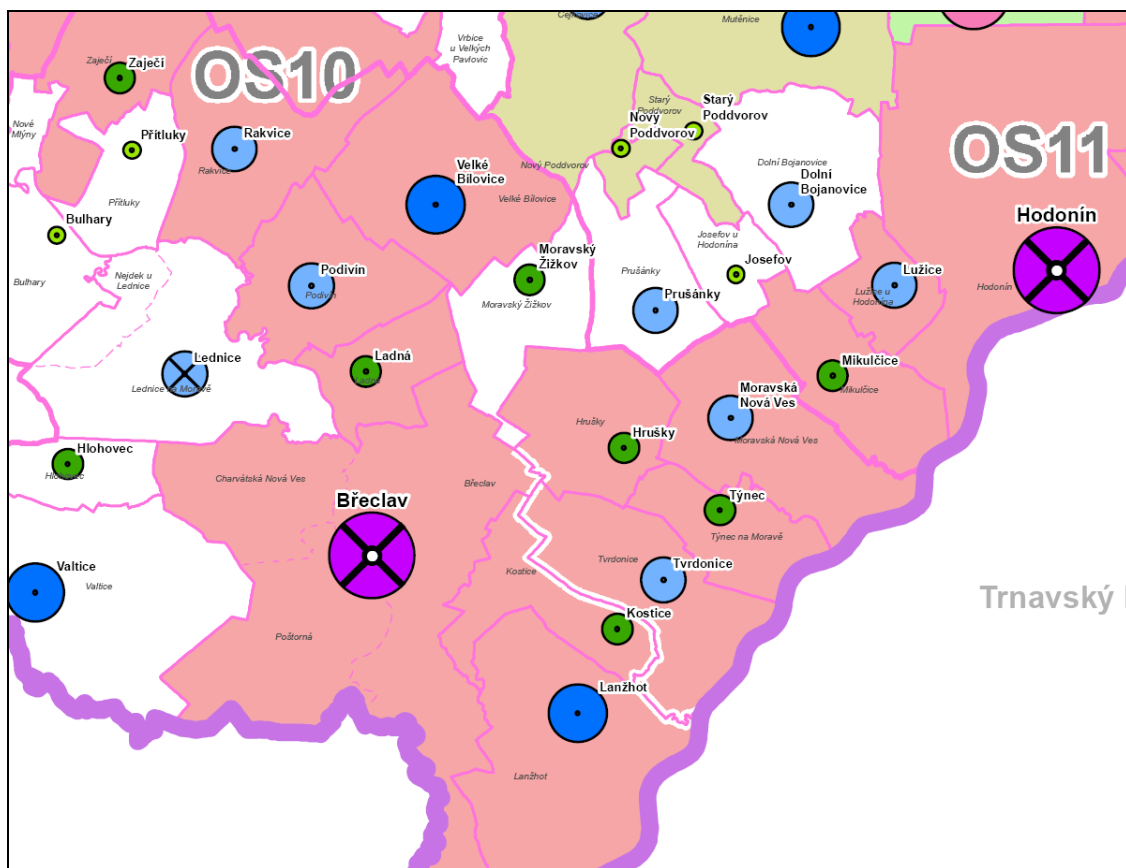 Čejkovice
Mutěnice
Vrbice
u Velkých
Pavlovic
Zaječí
Zaječí
OS10
Nové
Mlýny
Přítluky
Přítluky
Rakvice
Rakvice
Starý
Poddvorov
Starý
Poddvorov
Nový
Poddvorov
Nový Poddvorov
OS11
Dolní Bojanovice
Dolní
Bojanovice
Velké
Bílovice
Velké Bílovice
Bulhary
Bulhary
Hodonín
Hodonín
Nejdek u
Lednice
Podivín
Podivín
Moravský
Žižkov
Moravský Žižkov
Prušánky
Prušánky
Josefov u
Hodonína
Josefov
Lužice
Lužice u
Hodonína
Lednice
Lednice na Moravě
Ladná
Ladná
Mikulčice
Mikulčice
Moravská
Nová Ves
Moravská Nová Ves
Hrušky
Hrušky
Hlohovec
Hlohovec
Charvátská Nová Ves
Břeclav
Břeclav
Týnec
Týnec na Moravě
Valtice
Valtice
Tvrdonice
Tvrdonice
Kostice
Kostice
Trnavský
Poštorná
Lanžhot
Lanžhot